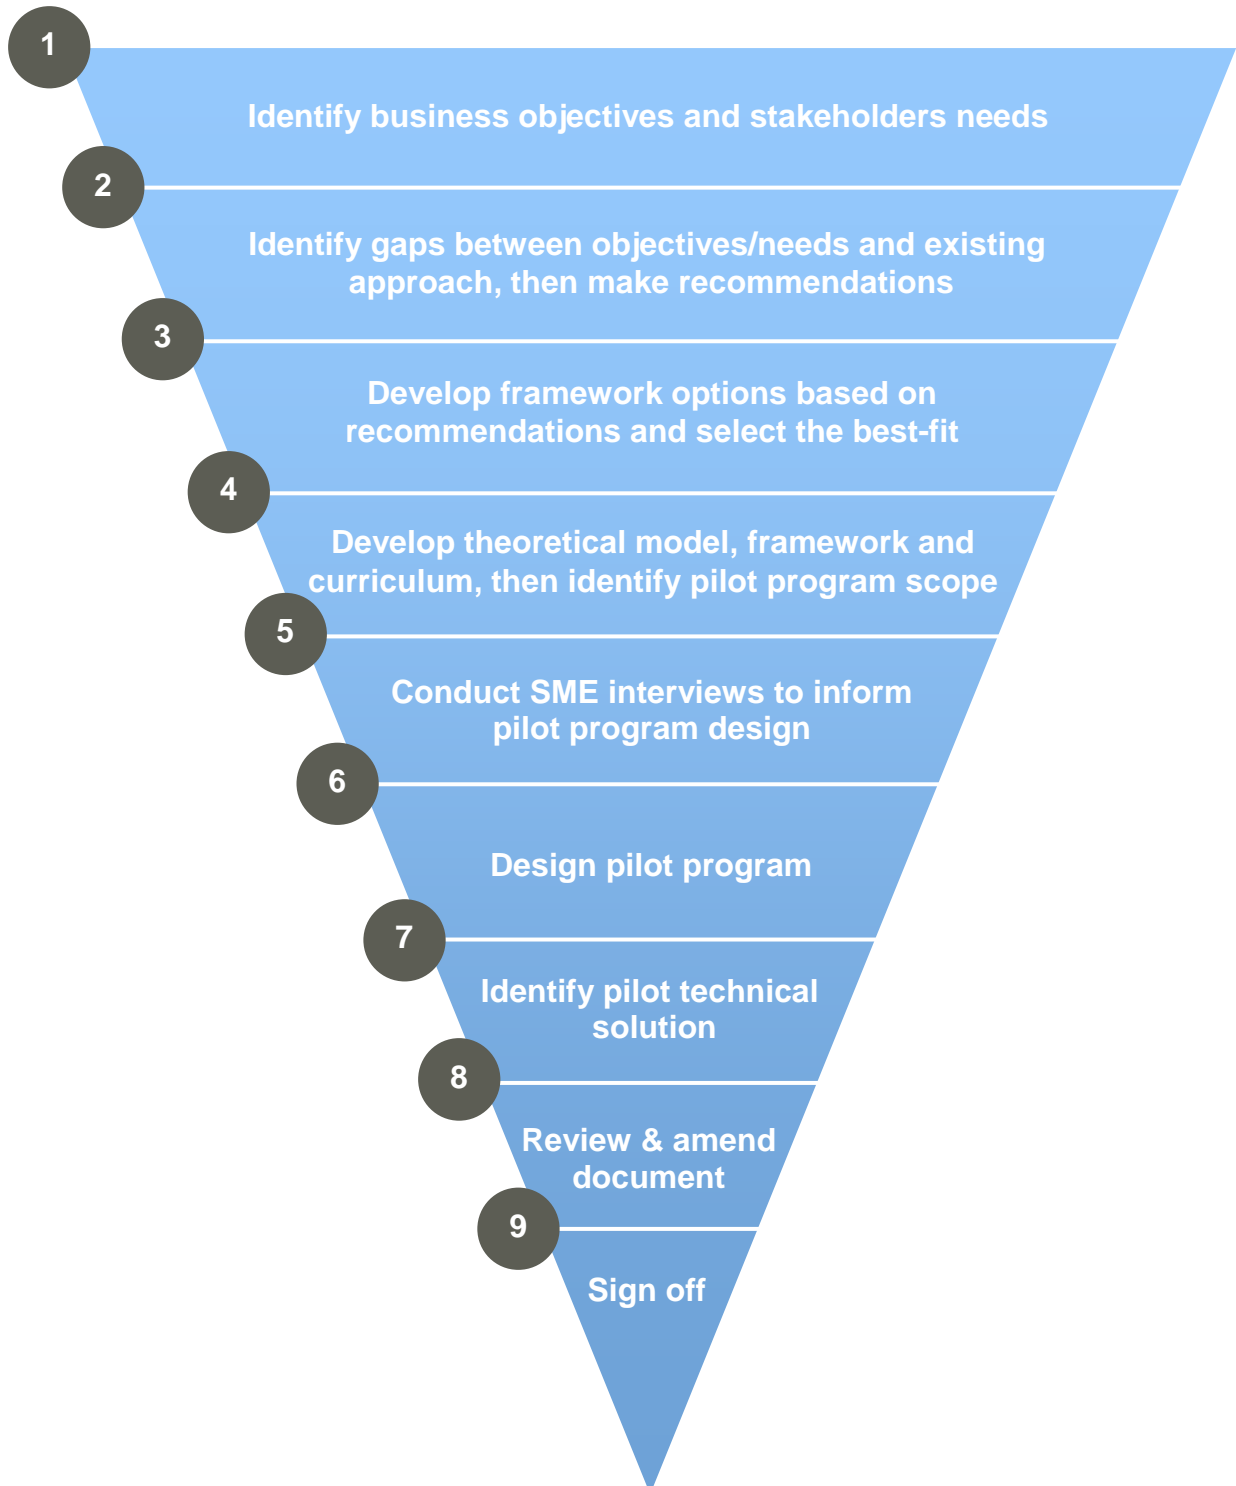 1
Identify business objectives and stakeholders needs
2
Identify gaps between objectives/needs and existing
approach, then make recommendations
3
Develop framework options based on
recommendations and select the best-fit
4
Develop theoretical model, framework and
curriculum, then identify pilot program scope
5
Conduct SME interviews to inform
pilot program design
6
Design pilot program
7
Identify pilot technical
solution
8
Review & amend
document
9
Sign off